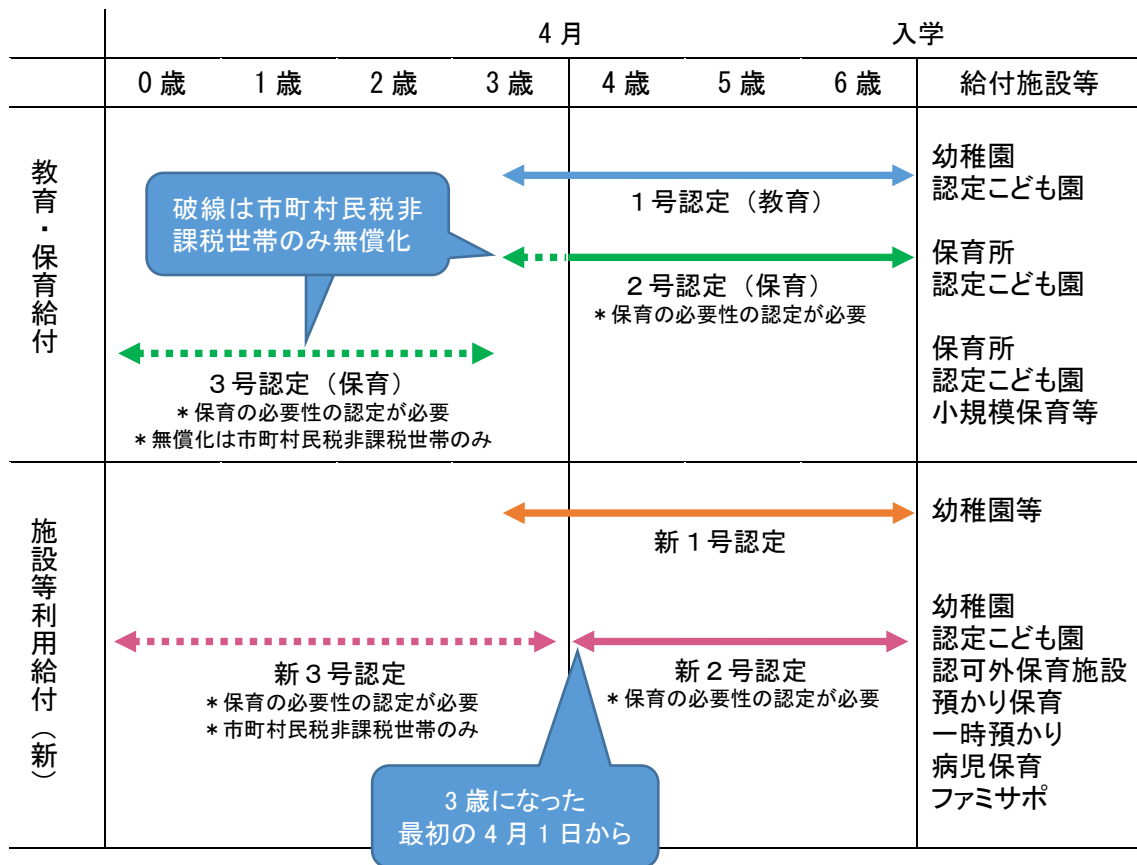 4月 入学
0歳 1歳 2歳 3歳 4歳 5歳 6歳 給付施設等
教育・保育給付
幼稚園
認定こども園
1号認定（教育）
破線は市町村民税非
課税世帯のみ無償化
保育所
認定こども園
２号認定（保育）
＊保育の必要性の認定が必要
保育所
認定こども園
小規模保育等
３号認定（保育）
＊保育の必要性の認定が必要
＊無償化は市町村民税非課税世帯のみ
施設等利用給付（新）
幼稚園等
新１号認定
幼稚園
認定こども園
認可外保育施設
預かり保育
一時預かり
病児保育
ファミサポ
新３号認定
＊保育の必要性の認定が必要
＊市町村民税非課税世帯のみ
新２号認定
＊保育の必要性の認定が必要
3歳になった
最初の4月1日から